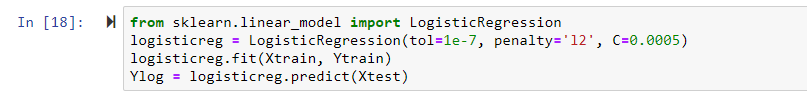 In [18]: from sklearn.linear_model import LogisticRegression
logisticreg = LogisticRegression(tol=1e-7, penalty='l2', C=0.0005)
logisticreg.fit(Xtrain, Ytrain)
Ylog = logisticreg.predict(Xtest)